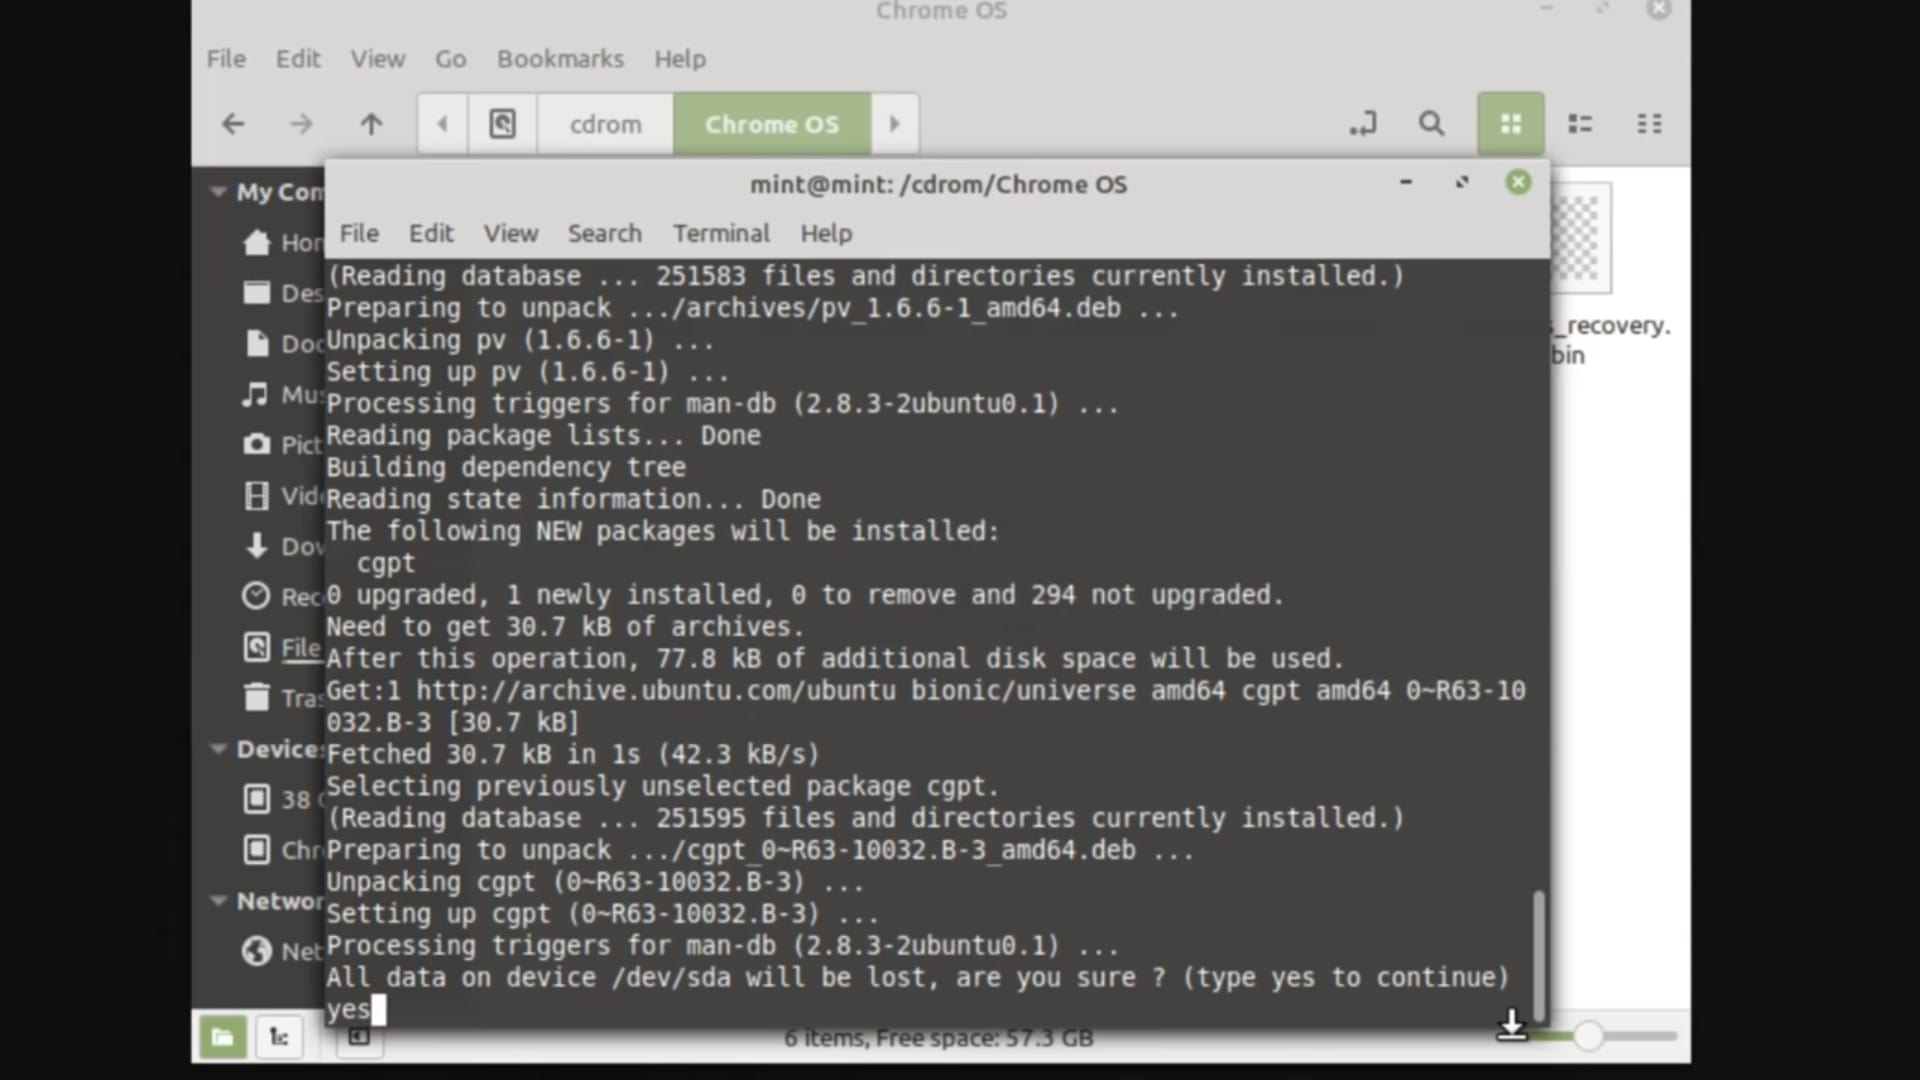 Chrome OS
File Edit View Go Bookmarks Help
cdrom Chrome OS
mint@mint: /cdrom/Chrome OS
File Edit View Search Terminal Help
My Com
Hon
Des
Doc
Mus
Pict
Vide
Dow
Rec
File
Tras
Devices
38 G
Chr
Networ
Net
(Reading database ... 251583 files and directories currently installed.)
Preparing to unpack .../archives/pv_1.6.6-1_amd64.deb ...
Unpacking pv (1.6.6-1) ...
Setting up pv (1.6.6-1) ...
Processing triggers for man-db (2.8.3-2ubuntu0.1) ...
Reading package lists... Done
Building dependency tree
Reading state information... Done
The following NEW packages will be installed:
cgpt
0 upgraded, 1 newly installed, 0 to remove and 294 not upgraded.
Need to get 30.7 kB of archives.
After this operation, 77.8 kB of additional disk space will be used.
Get:1 http://archive.ubuntu.com/ubuntu bionic/universe amd64 cgpt amd64 0~R63-10
032.B-3 [30.7 kB]
Fetched 30.7 kB in 1s (42.3 kB/s)
Selecting previously unselected package cgpt.
(Reading database ... 251595 files and directories currently installed.)
Preparing to unpack .../cgpt_0~R63-10032.B-3_amd64.deb ...
Unpacking cgpt (0~R63-10032.B-3) ...
Setting up cgpt (0~R63-10032.B-3) ...
Processing triggers for man-db (2.8.3-2ubuntu0.1) ...
All data on device /dev/sda will be lost, are you sure ? (type yes to continue)
yes
_recovery.
bin
6 items, Free space: 57.3 GB